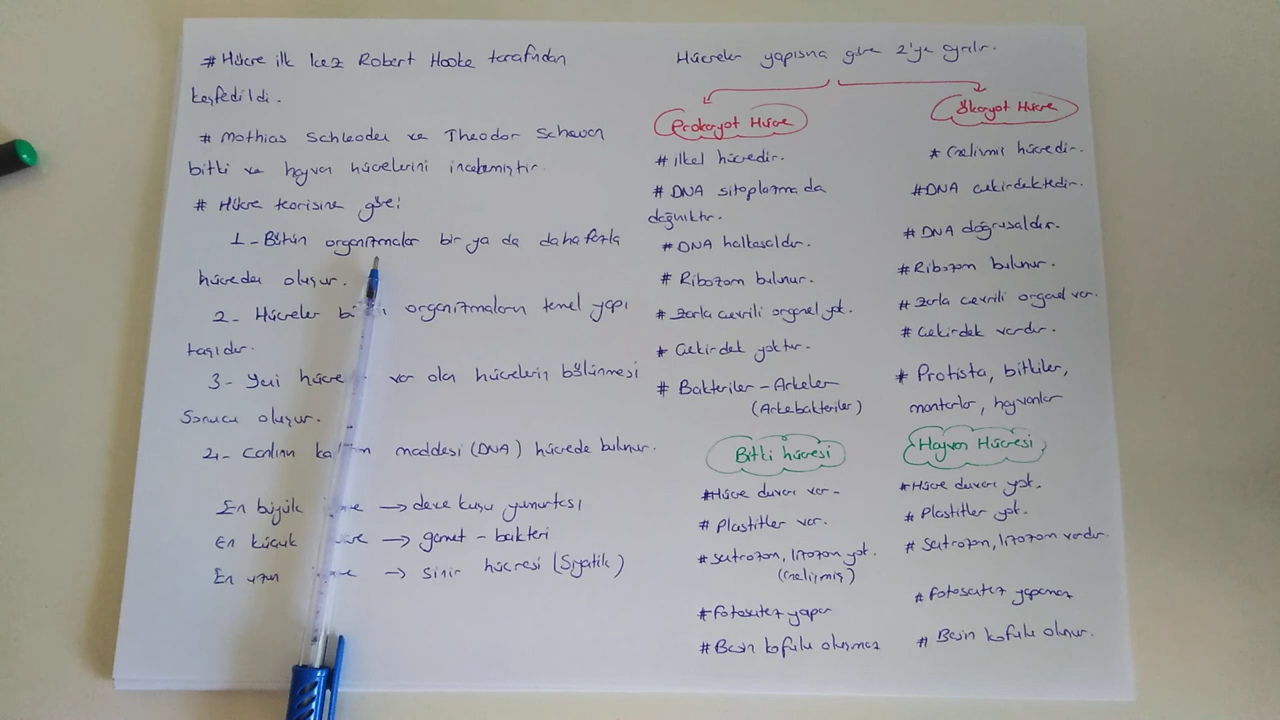 # Hücre ilk kez Robert Hooke tarafından
keşfedildi.
# Mathias Schleoden ve Theodor Schwan
bitki ve hayvan hücrelerini incelemiştir.
# Hücre teorisine göre:
1- Bütün organizmalar bir ya da daha fazla
hücreden oluşur.
2- Hücreler organizmaların temel yapı
taşıdır.
3- Yeni var olan hücrelerin bölünmesi
sonucu oluşur.
4- Canlının maddesi (DNA) hücrede bulunur.
En büyük → deve kuşu yumurtası
En küçük → gamet - bakteri
En uzun → sinir hücresi (Siyatik)
Hücreler yapısına göre 2'ye ayrılır.
Prokaryot Hücre
# ilkel hücredir.
# DNA sitoplazmada
dağınıktır.
# DNA halkasaldır.
# Ribozom bulunur.
# Zarla çevrili organel yok.
* Çekirdek yoktur.
# Bakteriler - Arkeler
(Arkebakteriler)
Ökaryot Hücre
* Gelişmiş hücredir.
# DNA çekirdektedir.
# DNA doğrusaldır.
# Ribozom bulunur.
# Zarla çevrili organel var.
# Çekirdek vardır.
* Protista, bitkiler,
mantarlar, hayvanlar
Bitki hücresi
# Hücre duvarı var.
# Plastitler var.
# Sentrozom, lizozom yok.
(Gelişmiş)
# Fotosentez yapar
# Besin kofulu oluşmaz
Hayvan Hücresi
# Hücre duvarı yok.
# Plastitler yok.
# Sentrozom, lizozom vardır.
# Fotosentez yapamaz
# Besin kofulu olunur.